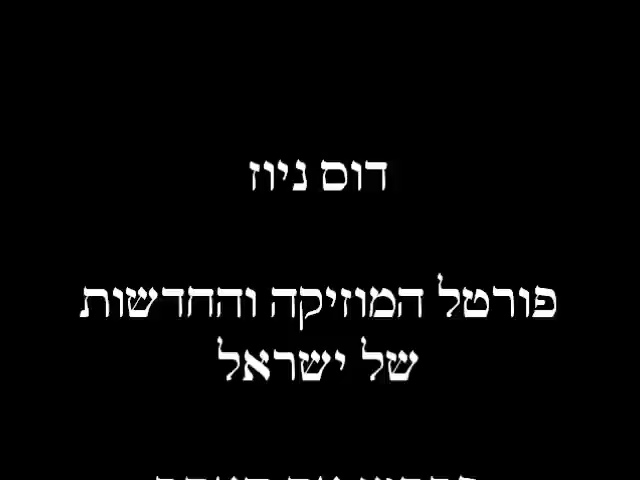 דוס ניוז
פורטל המוזיקה והחדשות
של ישראל